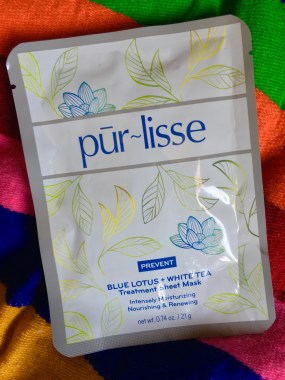 pūr~lisse
PREVENT
BLUE LOTUS + WHITE TEA
Treatment Sheet Mask
Intensely Moisturizing
Nourishing & Renewing
net wt. 0.74 oz. / 21 g